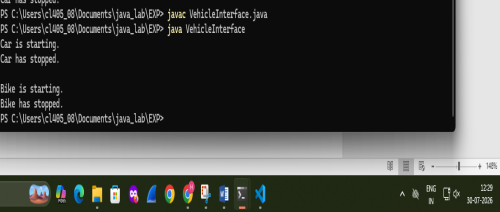 Car has stopped.
PS C:\Users\cl405_08\Documents\java_lab\EXP> javac VehicleInterface.java
PS C:\Users\cl405_08\Documents\java_lab\EXP> java VehicleInterface
Car is starting.
Car has stopped.
Bike is starting.
Bike has stopped.
PS C:\Users\cl405_08\Documents\java_lab\EXP>
148%
ENG
IN
12:29
30-07-2026